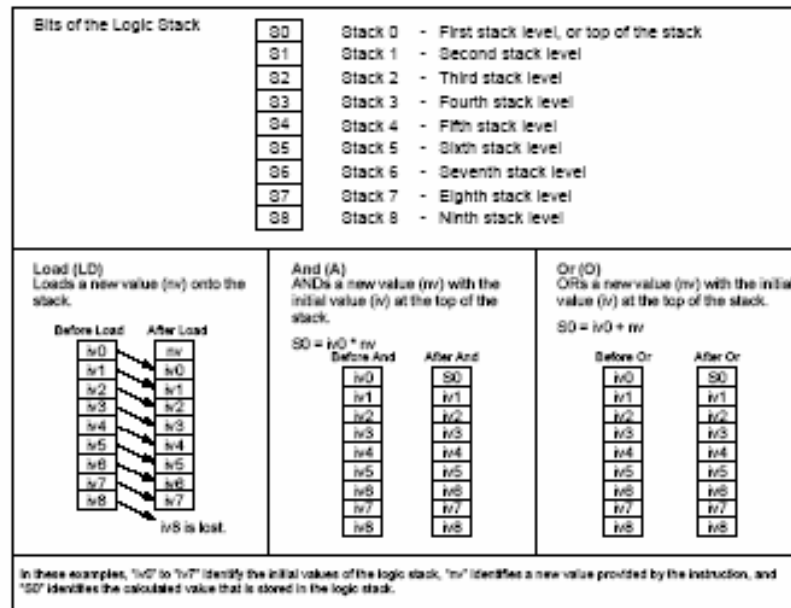 Bits of the Logic Stack
S0 Stack 0 - First stack level, or top of the stack
S1 Stack 1 - Second stack level
S2 Stack 2 - Third stack level
S3 Stack 3 - Fourth stack level
S4 Stack 4 - Fifth stack level
S5 Stack 5 - Sixth stack level
S6 Stack 6 - Seventh stack level
S7 Stack 7 - Eighth stack level
S8 Stack 8 - Ninth stack level
Load (LD)
Loads a new value (nv) onto the
stack.
Before Load After Load
iv0 nv
iv1 iv0
iv2 iv1
iv3 iv2
iv4 iv3
iv5 iv4
iv6 iv5
iv7 iv6
iv8 iv7
iv8 is lost.
And (A)
ANDs a new value (nv) with the
initial value (iv) at the top of the
stack.
S0 = iv0 * nv
Before And After And
iv0 S0
iv1 iv1
iv2 iv2
iv3 iv3
iv4 iv4
iv5 iv5
iv6 iv6
iv7 iv7
iv8 iv8
Or (O)
ORs a new value (nv) with the initial
value (iv) at the top of the stack.
S0 = iv0 + nv
Before Or After Or
iv0 S0
iv1 iv1
iv2 iv2
iv3 iv3
iv4 iv4
iv5 iv5
iv6 iv6
iv7 iv7
iv8 iv8
In these examples, "iv0" to "iv7" identify the initial values of the logic stack, "nv" identifies a new value provided by the instruction, and
"S0" identifies the calculated value that is stored in the logic stack.